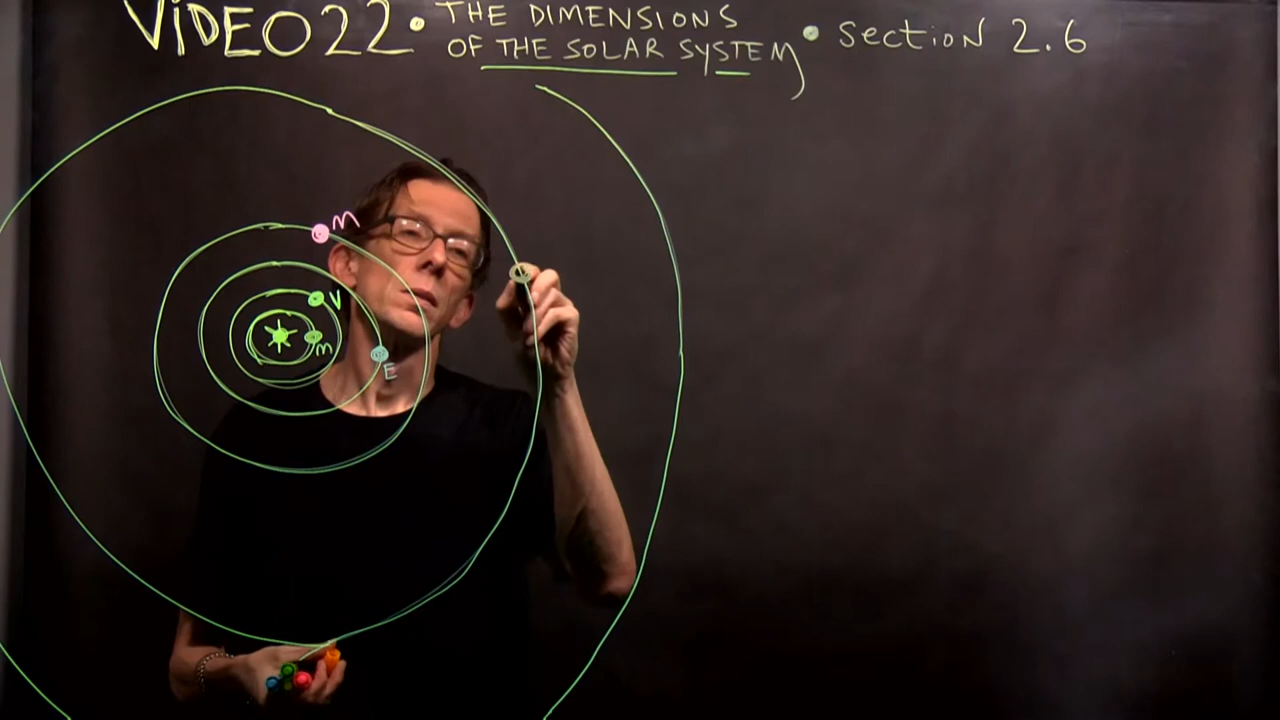 ViDEO 22 • THE DIMENSIONS OF THE SOLAR SYSTEM • SectioN 2.6
M
V
m
E